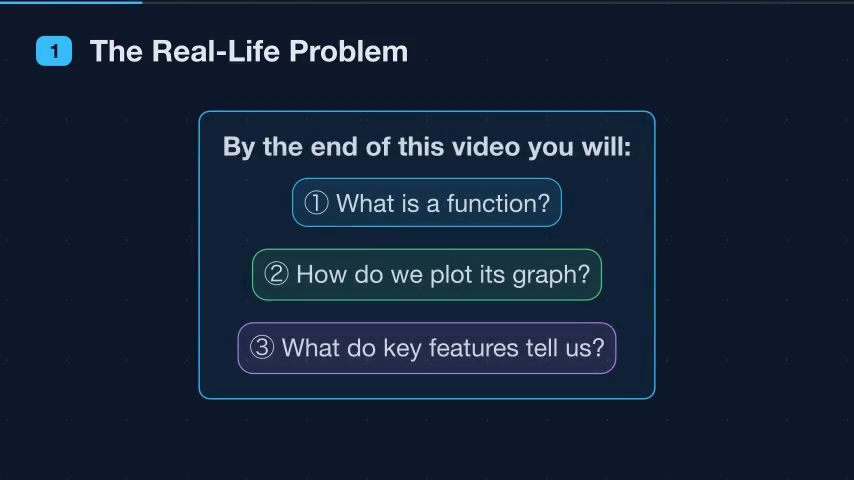 1 The Real-Life Problem
By the end of this video you will:
① What is a function?
② How do we plot its graph?
③ What do key features tell us?